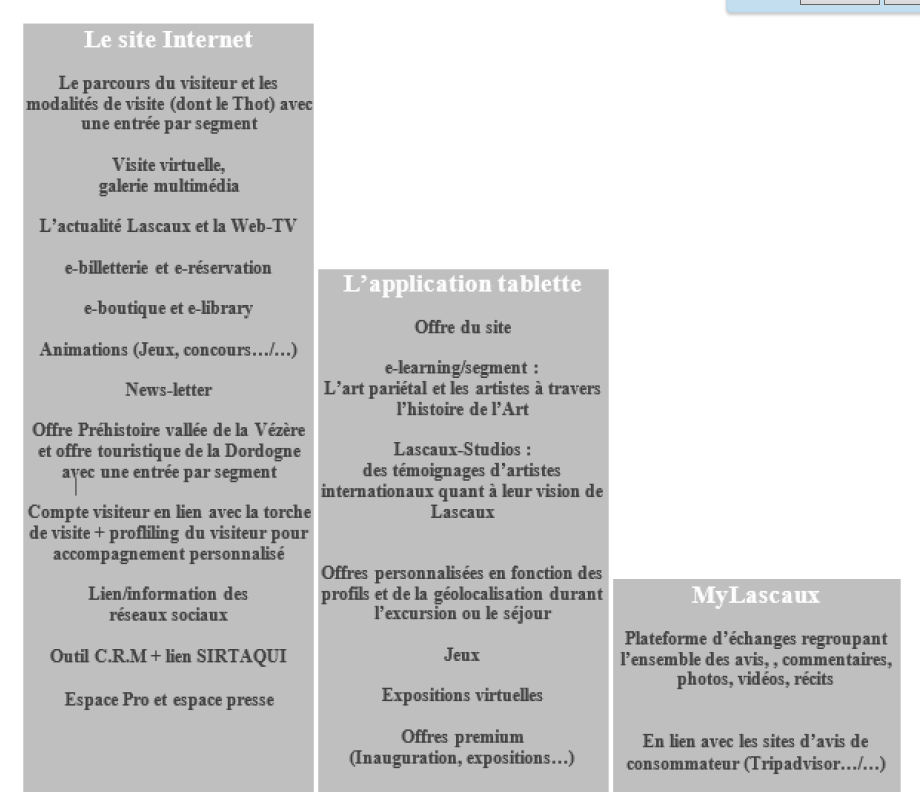 Le site Internet
Le parcours du visiteur et les
modalités de visite (dont le Thot) avec
une entrée par segment
Visite virtuelle,
galerie multimédia
L’actualité Lascaux et la Web-TV
e-billetterie et e-réservation
e-boutique et e-library
Animations (Jeux, concours…/…)
News-letter
Offre Préhistoire vallée de la Vézère
et offre touristique de la Dordogne
avec une entrée par segment
Compte visiteur en lien avec la torche
de visite + profliling du visiteur pour
accompagnement personnalisé
Lien/information des
réseaux sociaux
Outil C.R.M + lien SIRTAQUI
Espace Pro et espace presse
L’application tablette
Offre du site
e-learning/segment :
L’art pariétal et les artistes à travers
l’histoire de l’Art
Lascaux-Studios :
des témoignages d’artistes
internationaux quant à leur vision de
Lascaux
Offres personnalisées en fonction des
profils et de la géolocalisation durant
l’excursion ou le séjour
Jeux
Expositions virtuelles
Offres premium
(Inauguration, expositions…)
MyLascaux
Plateforme d’échanges regroupant
l’ensemble des avis, , commentaires,
photos, vidéos, récits
En lien avec les sites d’avis de
consommateur (Tripadvisor…/…)